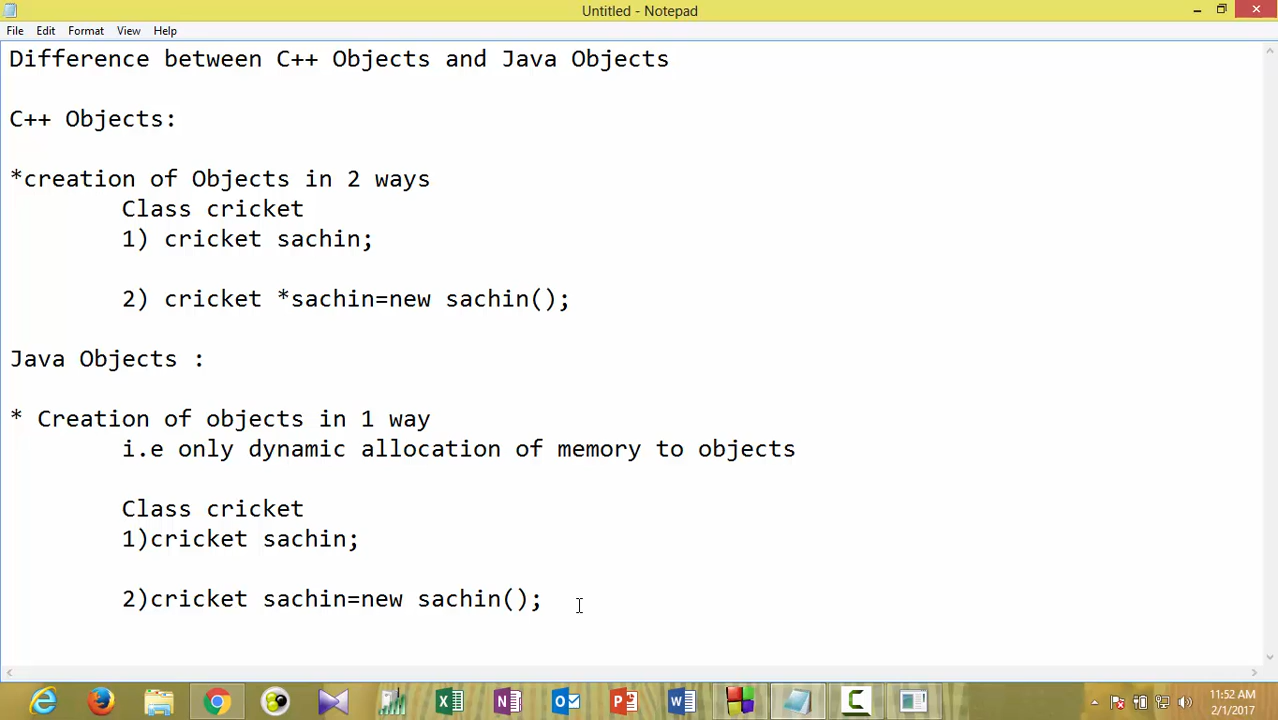 Untitled - Notepad
File Edit Format View Help
Difference between C++ Objects and Java Objects
C++ Objects:
*creation of Objects in 2 ways
Class cricket
1) cricket sachin;
2) cricket *sachin=new sachin();
Java Objects :
* Creation of objects in 1 way
i.e only dynamic allocation of memory to objects
Class cricket
1)cricket sachin;
2)cricket sachin=new sachin();
11:52 AM
2/1/2017